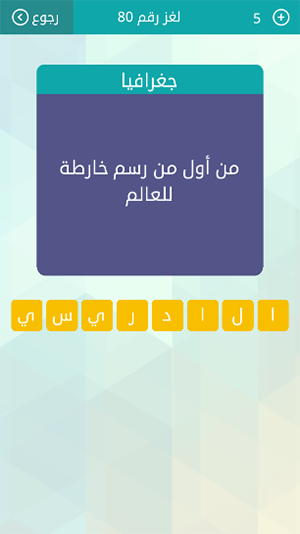 رجوع
لغز رقم 80
5
جغرافيا
من أول من رسم خارطة
للعالم
ا ل ا د ر ي س ي